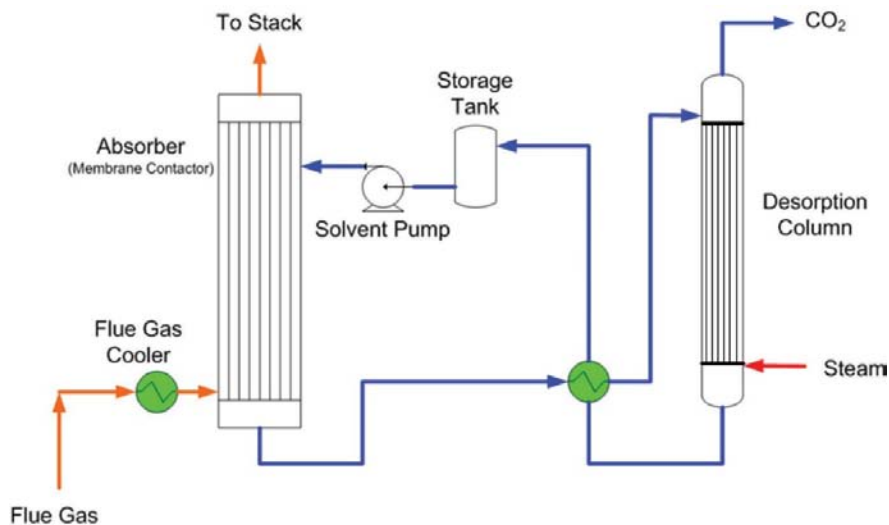 To Stack
CO₂
Storage
Tank
Absorber
(Membrane Contactor)
Solvent Pump
Desorption
Column
Flue Gas
Cooler
Steam
Flue Gas